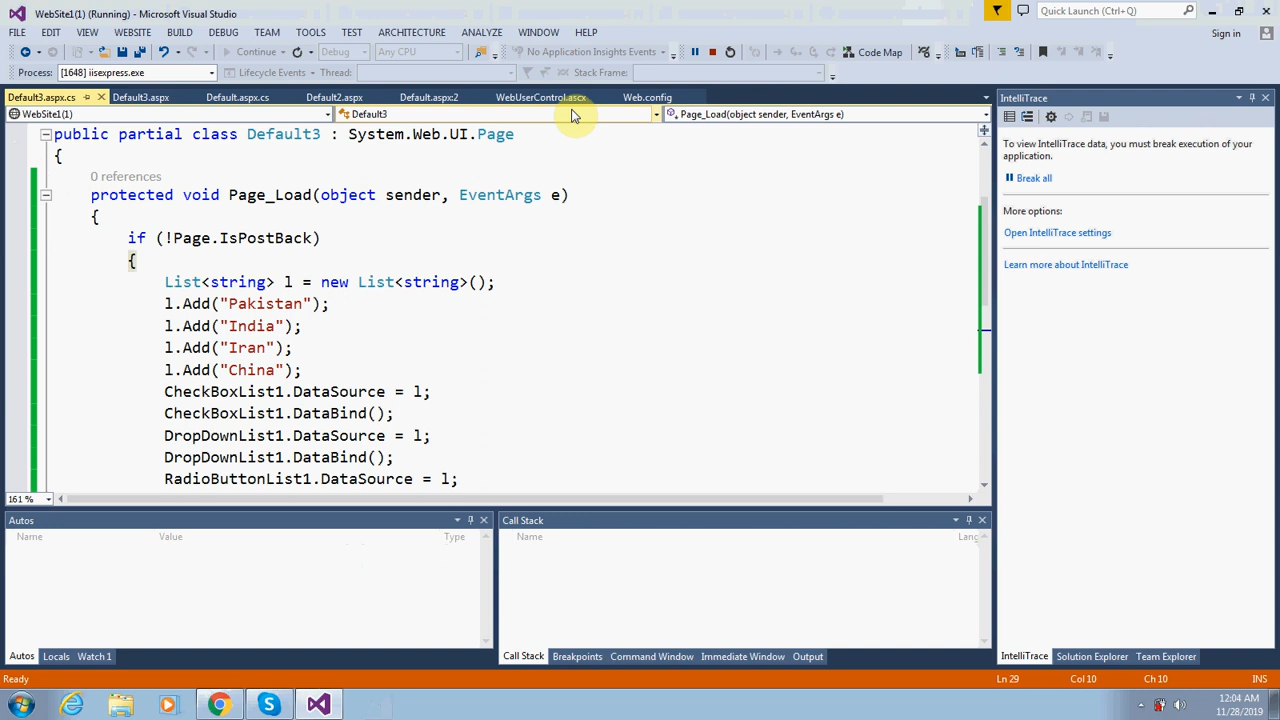 WebSite1(1) (Running) - Microsoft Visual Studio
Quick Launch (Ctrl+Q)
FILE EDIT VIEW WEBSITE BUILD DEBUG TEAM TOOLS TEST ARCHITECTURE ANALYZE WINDOW HELP
Sign in
Continue Debug Any CPU No Application Insights Events Code Map
Process: [1648] iisexpress.exe Lifecycle Events Thread: Stack Frame:
Default3.aspx.cs Default3.aspx Default.aspx.cs Default2.aspx Default.aspx:2 WebUserControl.ascx Web.config
WebSite1(1) Default3 Page_Load(object sender, EventArgs e)
public partial class Default3 : System.Web.UI.Page
{
0 references
protected void Page_Load(object sender, EventArgs e)
{
if (!Page.IsPostBack)
{
List<string> l = new List<string>();
l.Add("Pakistan");
l.Add("India");
l.Add("Iran");
l.Add("China");
CheckBoxList1.DataSource = l;
CheckBoxList1.DataBind();
DropDownList1.DataSource = l;
DropDownList1.DataBind();
RadioButtonList1.DataSource = l;
161 %
IntelliTrace
To view IntelliTrace data, you must break execution of your
application.
Break all
More options:
Open IntelliTrace settings
Learn more about IntelliTrace
Autos
Name Value Type
Call Stack
Name Lang
Autos Locals Watch 1
Call Stack Breakpoints Command Window Immediate Window Output
IntelliTrace Solution Explorer Team Explorer
Ready Ln 29 Col 10 Ch 10 INS
12:04 AM
11/28/2019